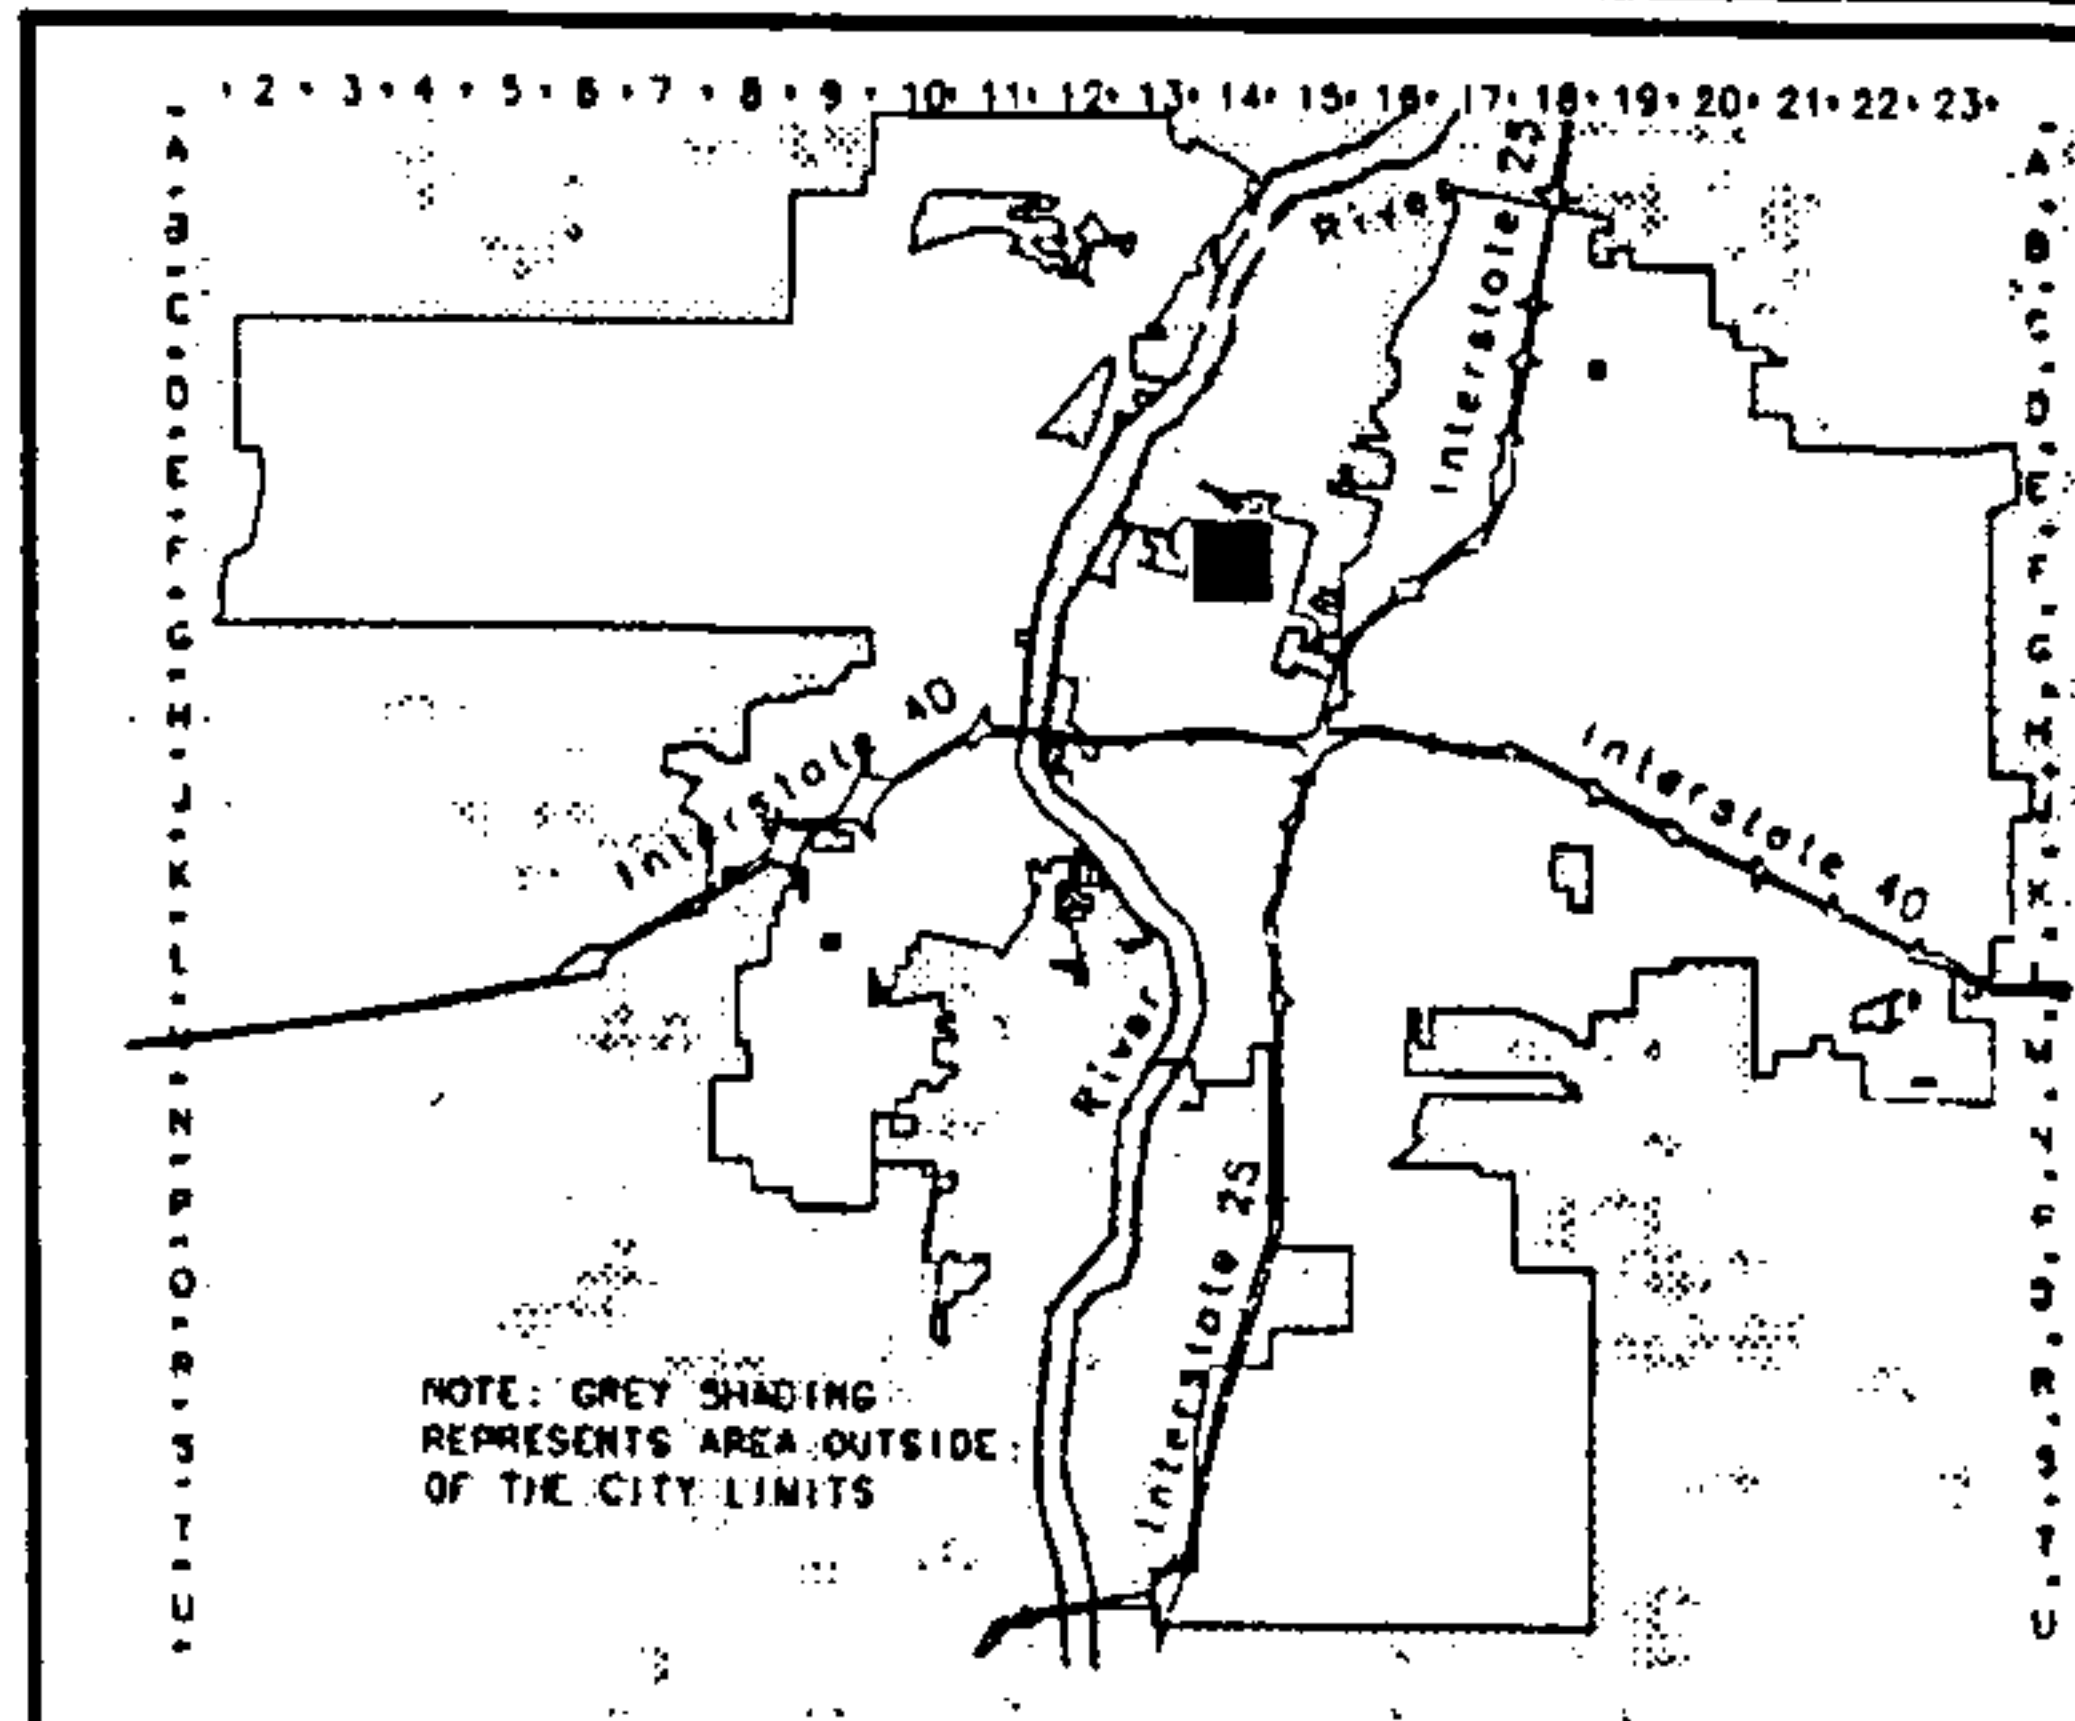 2 3 4 5 6 7 8 9 10 11 12 13 14 15 16 17 18 19 20 21 22 23
A
B
C
D
E
F
G
H
J
K
L
N
P
Q
R
S
T
U
A
B
C
D
E
F
G
H
J
K
L
M
N
P
Q
R
S
T
U
River
Interstate 25
Interstate 40
Interstate 40
River
Interstate 25
NOTE: GREY SHADING
REPRESENTS AREA OUTSIDE
OF THE CITY LIMITS